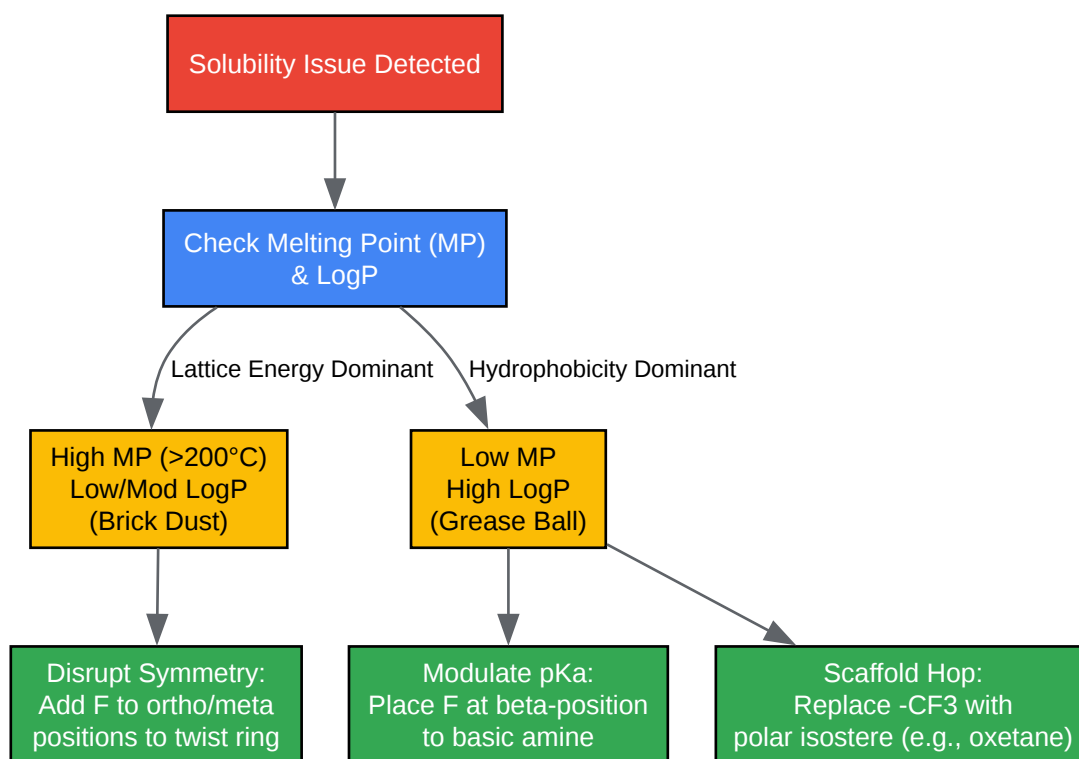 Solubility Issue Detected
Check Melting Point (MP)
& LogP
Lattice Energy Dominant
Hydrophobicity Dominant
High MP (>200°C)
Low/Mod LogP
(Brick Dust)
Low MP
High LogP
(Grease Ball)
Disrupt Symmetry:
Add F to ortho/meta
positions to twist ring
Modulate pKa:
Place F at beta-position
to basic amine
Scaffold Hop:
Replace -CF3 with
polar isostere (e.g., oxetane)